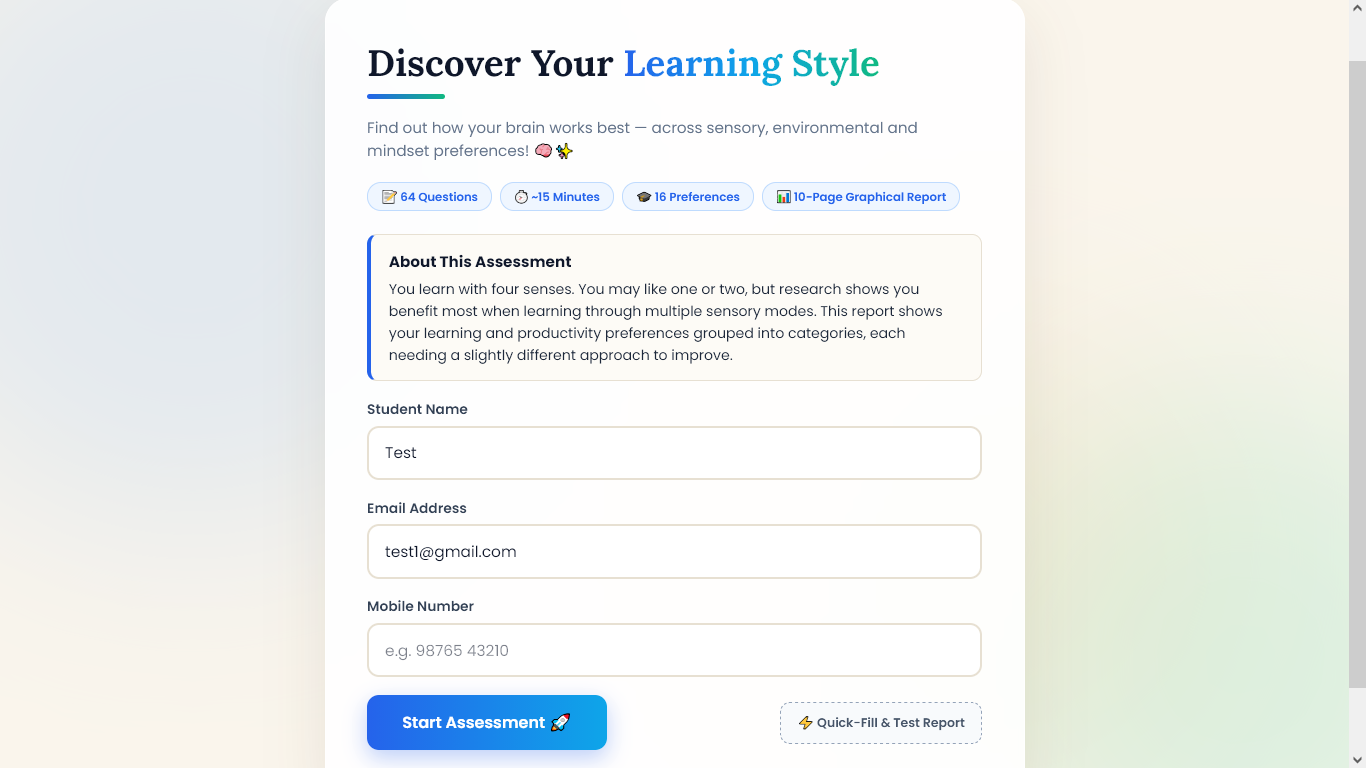 Discover Your Learning Style
Find out how your brain works best — across sensory, environmental and
mindset preferences! 🧠✨
📝 64 Questions
⏱ ~15 Minutes
🎓 16 Preferences
📊 10-Page Graphical Report
About This Assessment
You learn with four senses. You may like one or two, but research shows you
benefit most when learning through multiple sensory modes. This report shows
your learning and productivity preferences grouped into categories, each
needing a slightly different approach to improve.
Student Name
Test
Email Address
test1@gmail.com
Mobile Number
e.g. 98765 43210
Start Assessment 🚀
⚡ Quick-Fill & Test Report